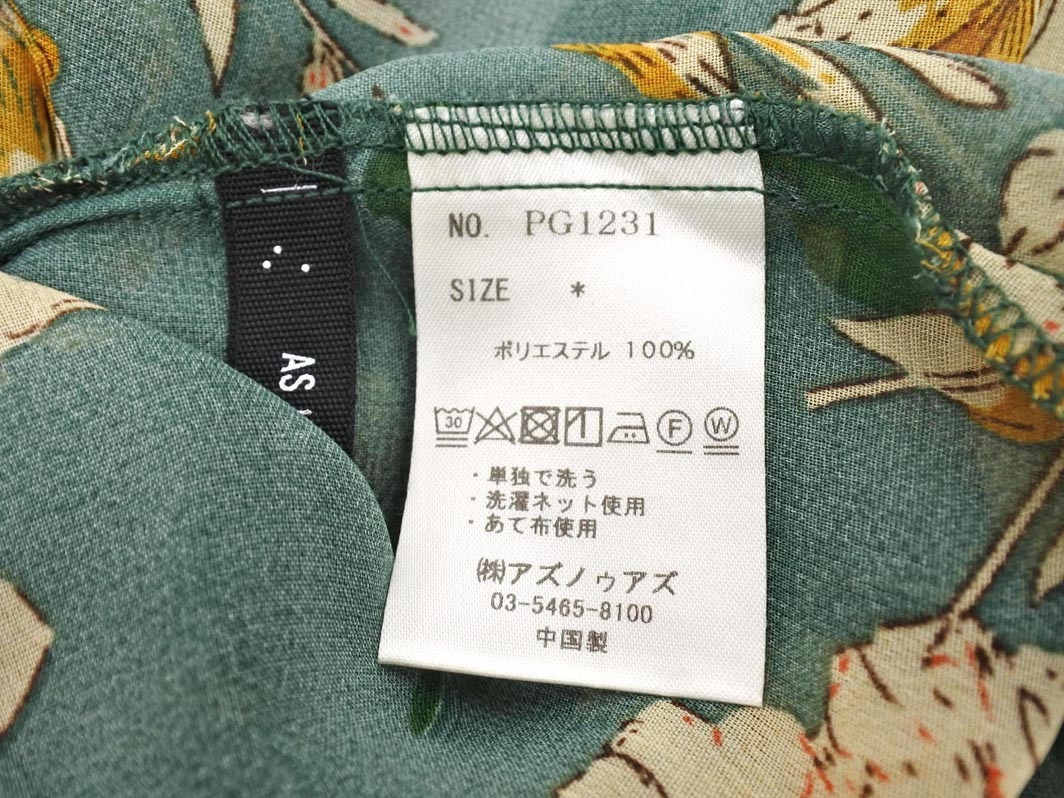 NO. PG1231
SIZE *
ポリエステル 100%
30
F W
・単独で洗う
・洗濯ネット使用
・あて布使用
㈱アズノゥアズ
03-5465-8100
中国製
AS